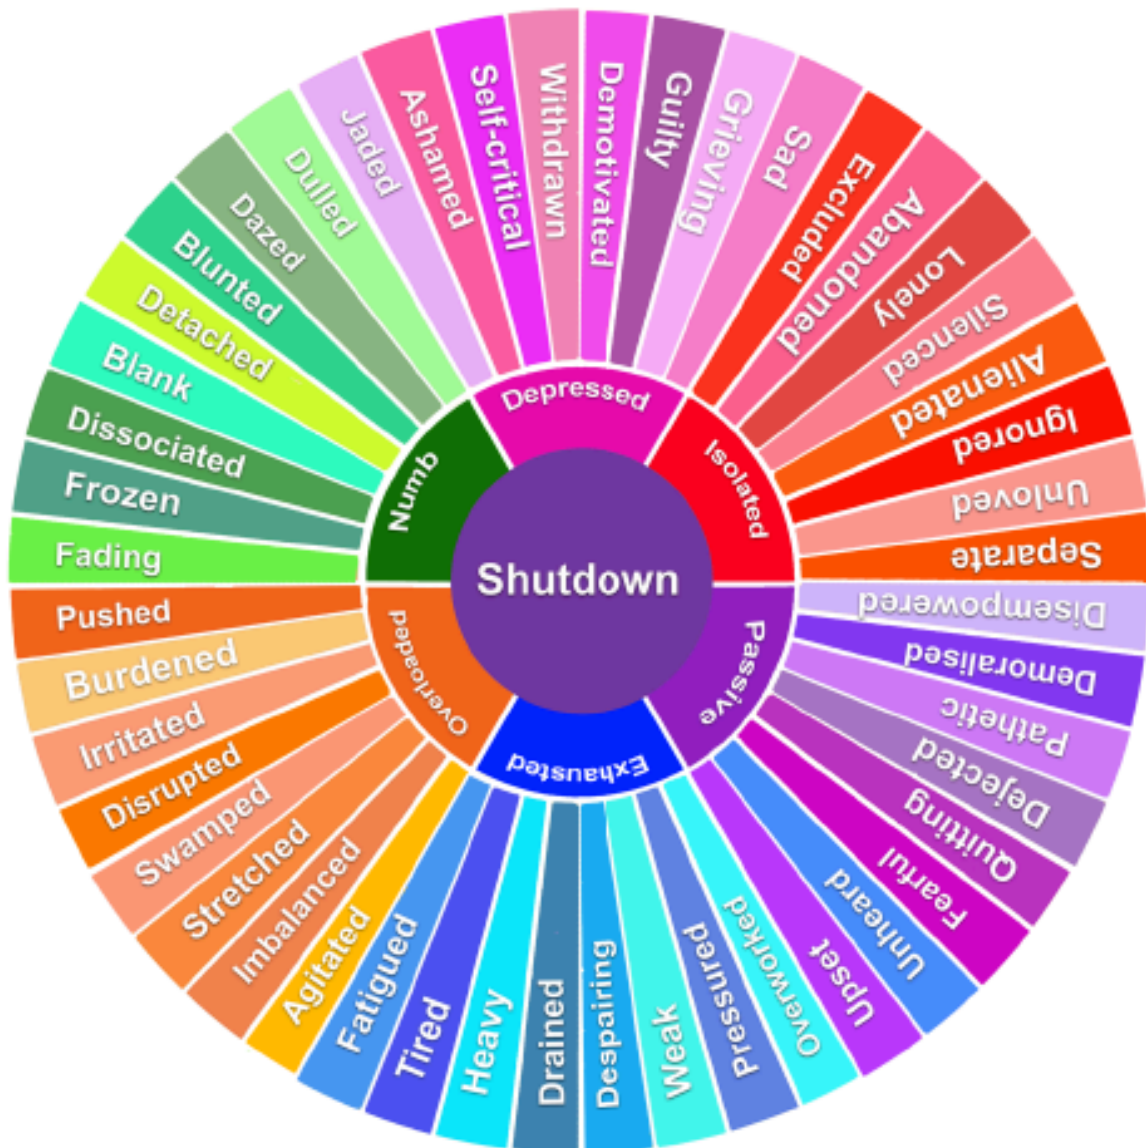 Shutdown
Depressed
Isolated
Passive
Exhausted
Overloaded
Numb
Jaded
Ashamed
Self-critical
Withdrawn
Demotivated
Guilty
Grieving
Sad
Excluded
Abandoned
Lonely
Silenced
Alienated
Ignored
Unloved
Separate
Disempowered
Demoralised
Pathetic
Dejected
Quitting
Fearful
Unheard
Upset
Overworked
Pressured
Weak
Despairing
Drained
Heavy
Tired
Fatigued
Agitated
Imbalanced
Stretched
Swamped
Disrupted
Irritated
Burdened
Pushed
Fading
Frozen
Dissociated
Blank
Detached
Blunted
Dazed
Dulled